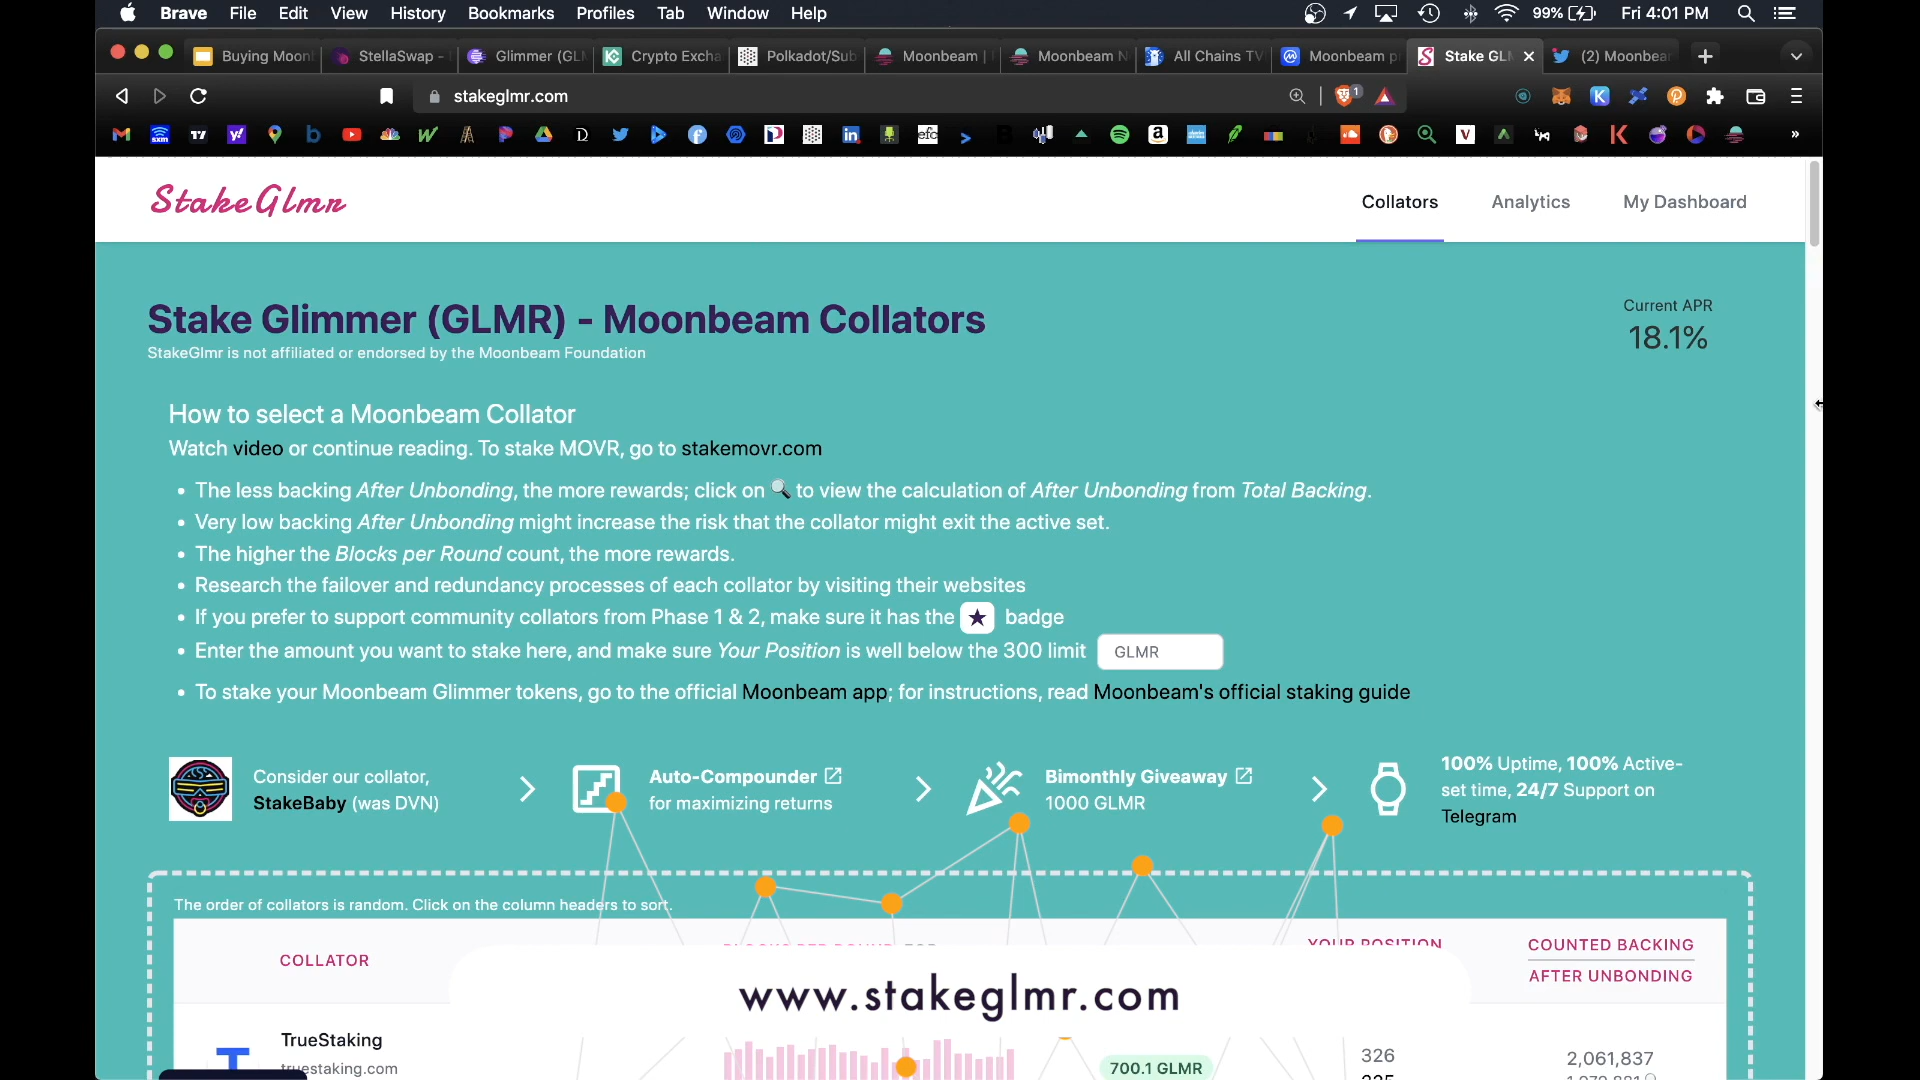 Brave File Edit View History Bookmarks Profiles Tab Window Help 99% Fri 4:01 PM
Buying Moonb StellaSwap - Glimmer (GLM Crypto Excha Polkadot/Sub Moonbeam | Moonbeam N All Chains TV Moonbeam p Stake GLM (2) Moonbear
stakeglmr.com 1
StakeGlmr Collators Analytics My Dashboard
Stake Glimmer (GLMR) - Moonbeam Collators
StakeGlmr is not affiliated or endorsed by the Moonbeam Foundation
Current APR
18.1%
How to select a Moonbeam Collator
Watch video or continue reading. To stake MOVR, go to stakemovr.com
• The less backing After Unbonding, the more rewards; click on 🔍 to view the calculation of After Unbonding from Total Backing.
• Very low backing After Unbonding might increase the risk that the collator might exit the active set.
• The higher the Blocks per Round count, the more rewards.
• Research the failover and redundancy processes of each collator by visiting their websites
• If you prefer to support community collators from Phase 1 & 2, make sure it has the ★ badge
• Enter the amount you want to stake here, and make sure Your Position is well below the 300 limit GLMR
• To stake your Moonbeam Glimmer tokens, go to the official Moonbeam app; for instructions, read Moonbeam's official staking guide
Consider our collator,
StakeBaby (was DVN)
Auto-Compounder
for maximizing returns
Bimonthly Giveaway
1000 GLMR
100% Uptime, 100% Active-
set time, 24/7 Support on
Telegram
The order of collators is random. Click on the column headers to sort.
COLLATOR
YOUR POSITION
COUNTED BACKING
AFTER UNBONDING
www.stakeglmr.com
TrueStaking
truestaking.com
700.1 GLMR
326
2,061,837